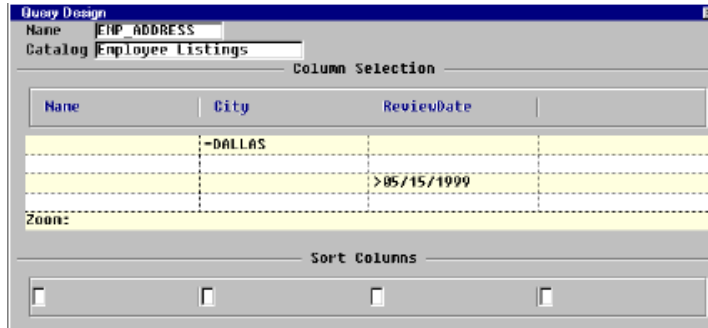 Query Design
Name EMP_ADDRESS
Catalog Employee Listings
Column Selection
Name City ReviewDate
=DALLAS
>05/15/1999
Zoom:
Sort Columns